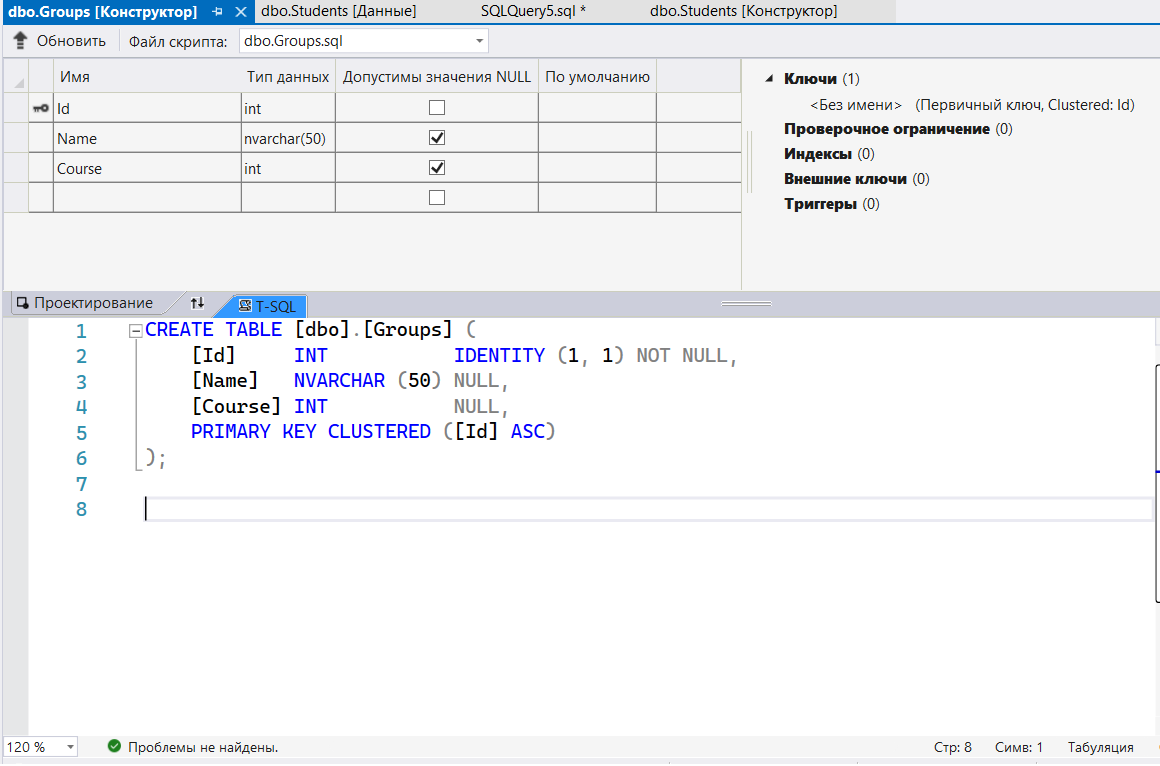 dbo.Groups [Конструктор] dbo.Students [Данные] SQLQuery5.sql * dbo.Students [Конструктор]
Обновить Файл скрипта: dbo.Groups.sql
Имя Тип данных Допустимы значения NULL По умолчанию
Id int
Name nvarchar(50)
Course int
Ключи (1)
<Без имени> (Первичный ключ, Clustered: Id)
Проверочное ограничение (0)
Индексы (0)
Внешние ключи (0)
Триггеры (0)
Проектирование T-SQL
1 CREATE TABLE [dbo].[Groups] (
2 [Id] INT IDENTITY (1, 1) NOT NULL,
3 [Name] NVARCHAR (50) NULL,
4 [Course] INT NULL,
5 PRIMARY KEY CLUSTERED ([Id] ASC)
6 );
7
8
120 % Проблемы не найдены. Стр: 8 Симв: 1 Табуляция